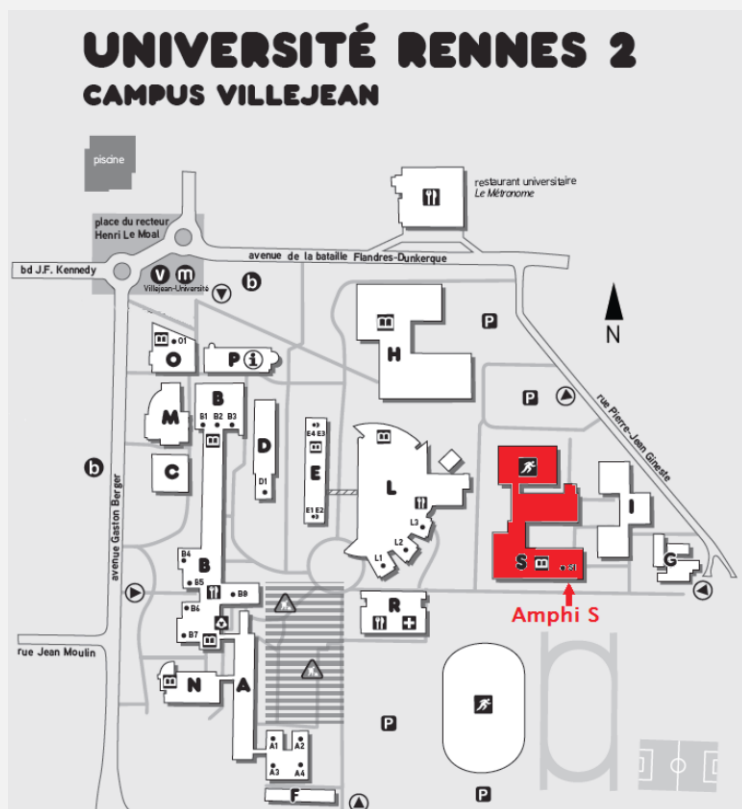 UNIVERSITÉ RENNES 2
CAMPUS VILLEJEAN
piscine
restaurant universitaire
Le Métronome
place du recteur
Henri Le Moal
avenue de la bataille Flandres-Dunkerque
bd J.F. Kennedy
v m
b
Villejean-Université
P
N
O1
O
P i
H
P
B
M
B1 B2 B3
rue Pierre-Jean Gineste
D
E4 E3
C
E
b
D1
L
I
avenue Gaston Berger
E1 E2
L3
L2
L1
B4
B
S
S1
G
B5
B8
B6
R
Amphi S
B7
rue Jean Moulin
N
A
P
A1 A2
A3 A4
F
P